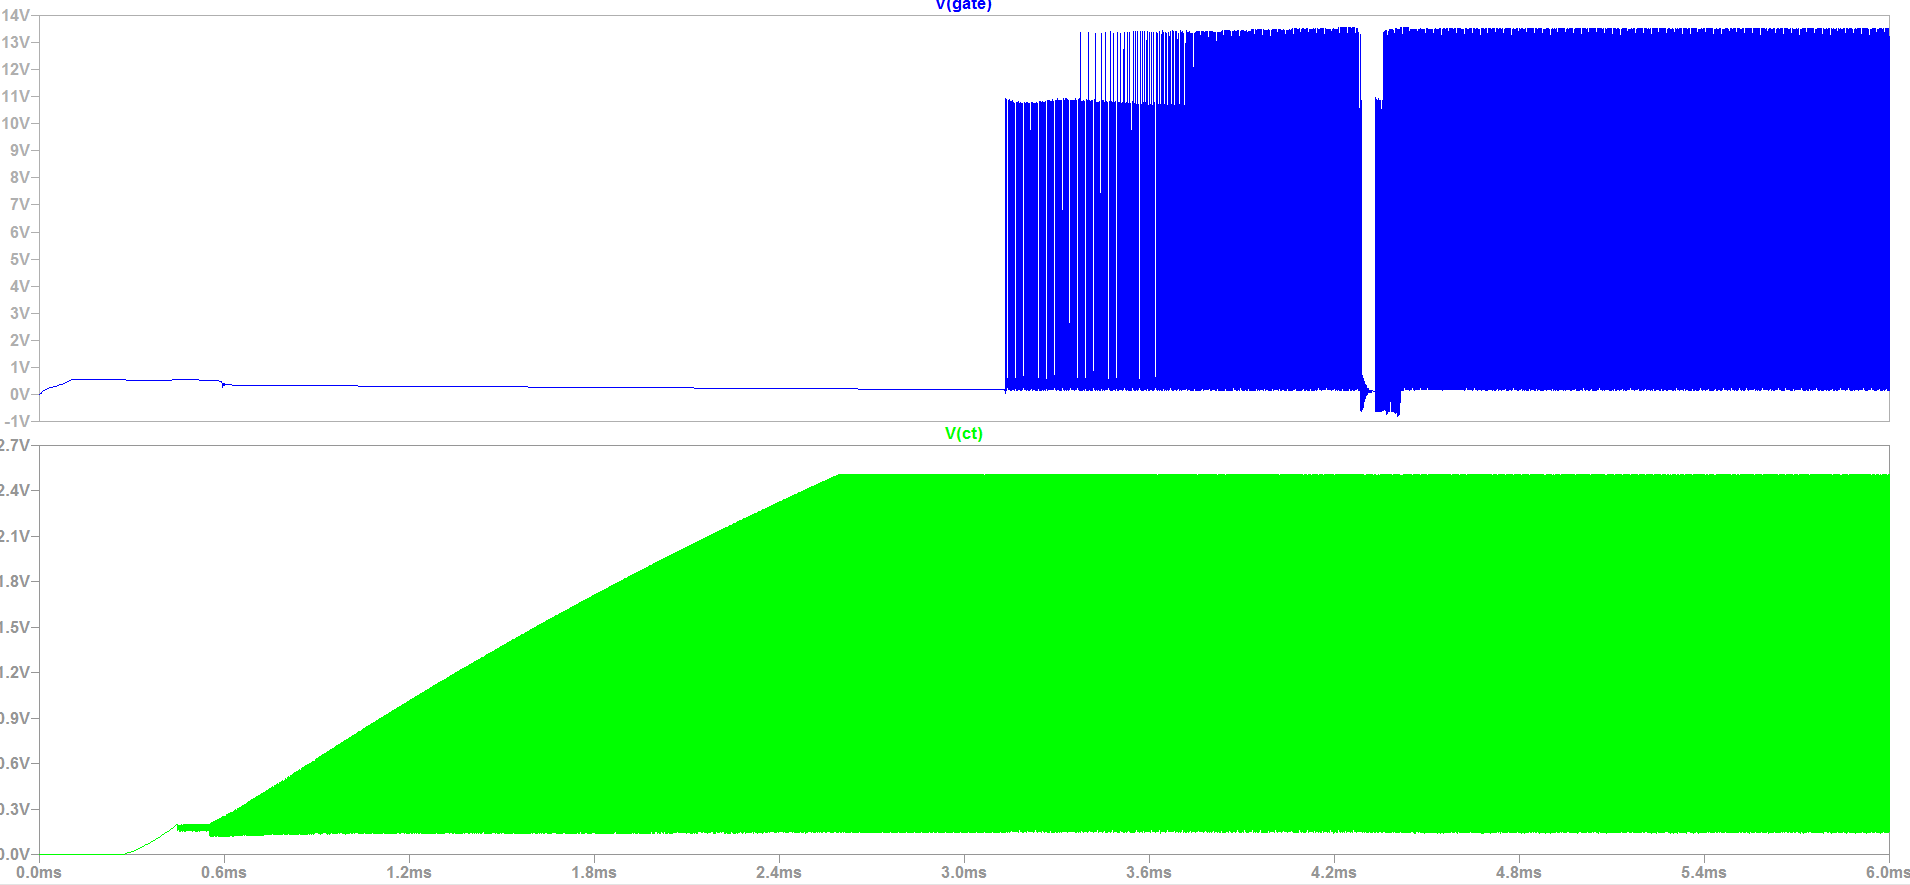 V(gate)
14V
13V
12V
11V
10V
9V
8V
7V
6V
5V
4V
3V
2V
1V
0V
-1V
V(ct)
2.7V
2.4V
2.1V
1.8V
1.5V
1.2V
0.9V
0.6V
0.3V
0.0V
0.0ms 0.6ms 1.2ms 1.8ms 2.4ms 3.0ms 3.6ms 4.2ms 4.8ms 5.4ms 6.0ms